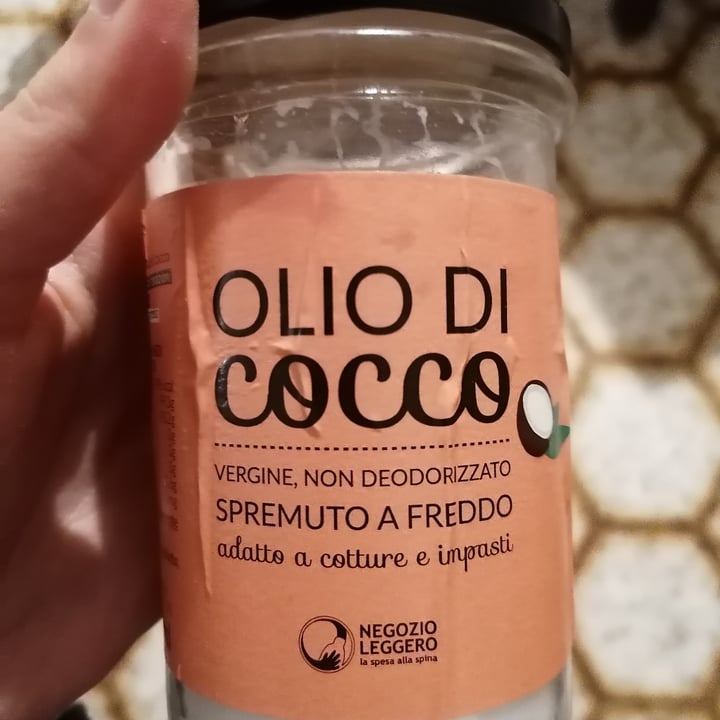 OLIO DI
COCCO
VERGINE, NON DEODORIZZATO
SPREMUTO A FREDDO
adatto a cotture e impasti
NEGOZIO
LEGGERO
la spesa alla spina